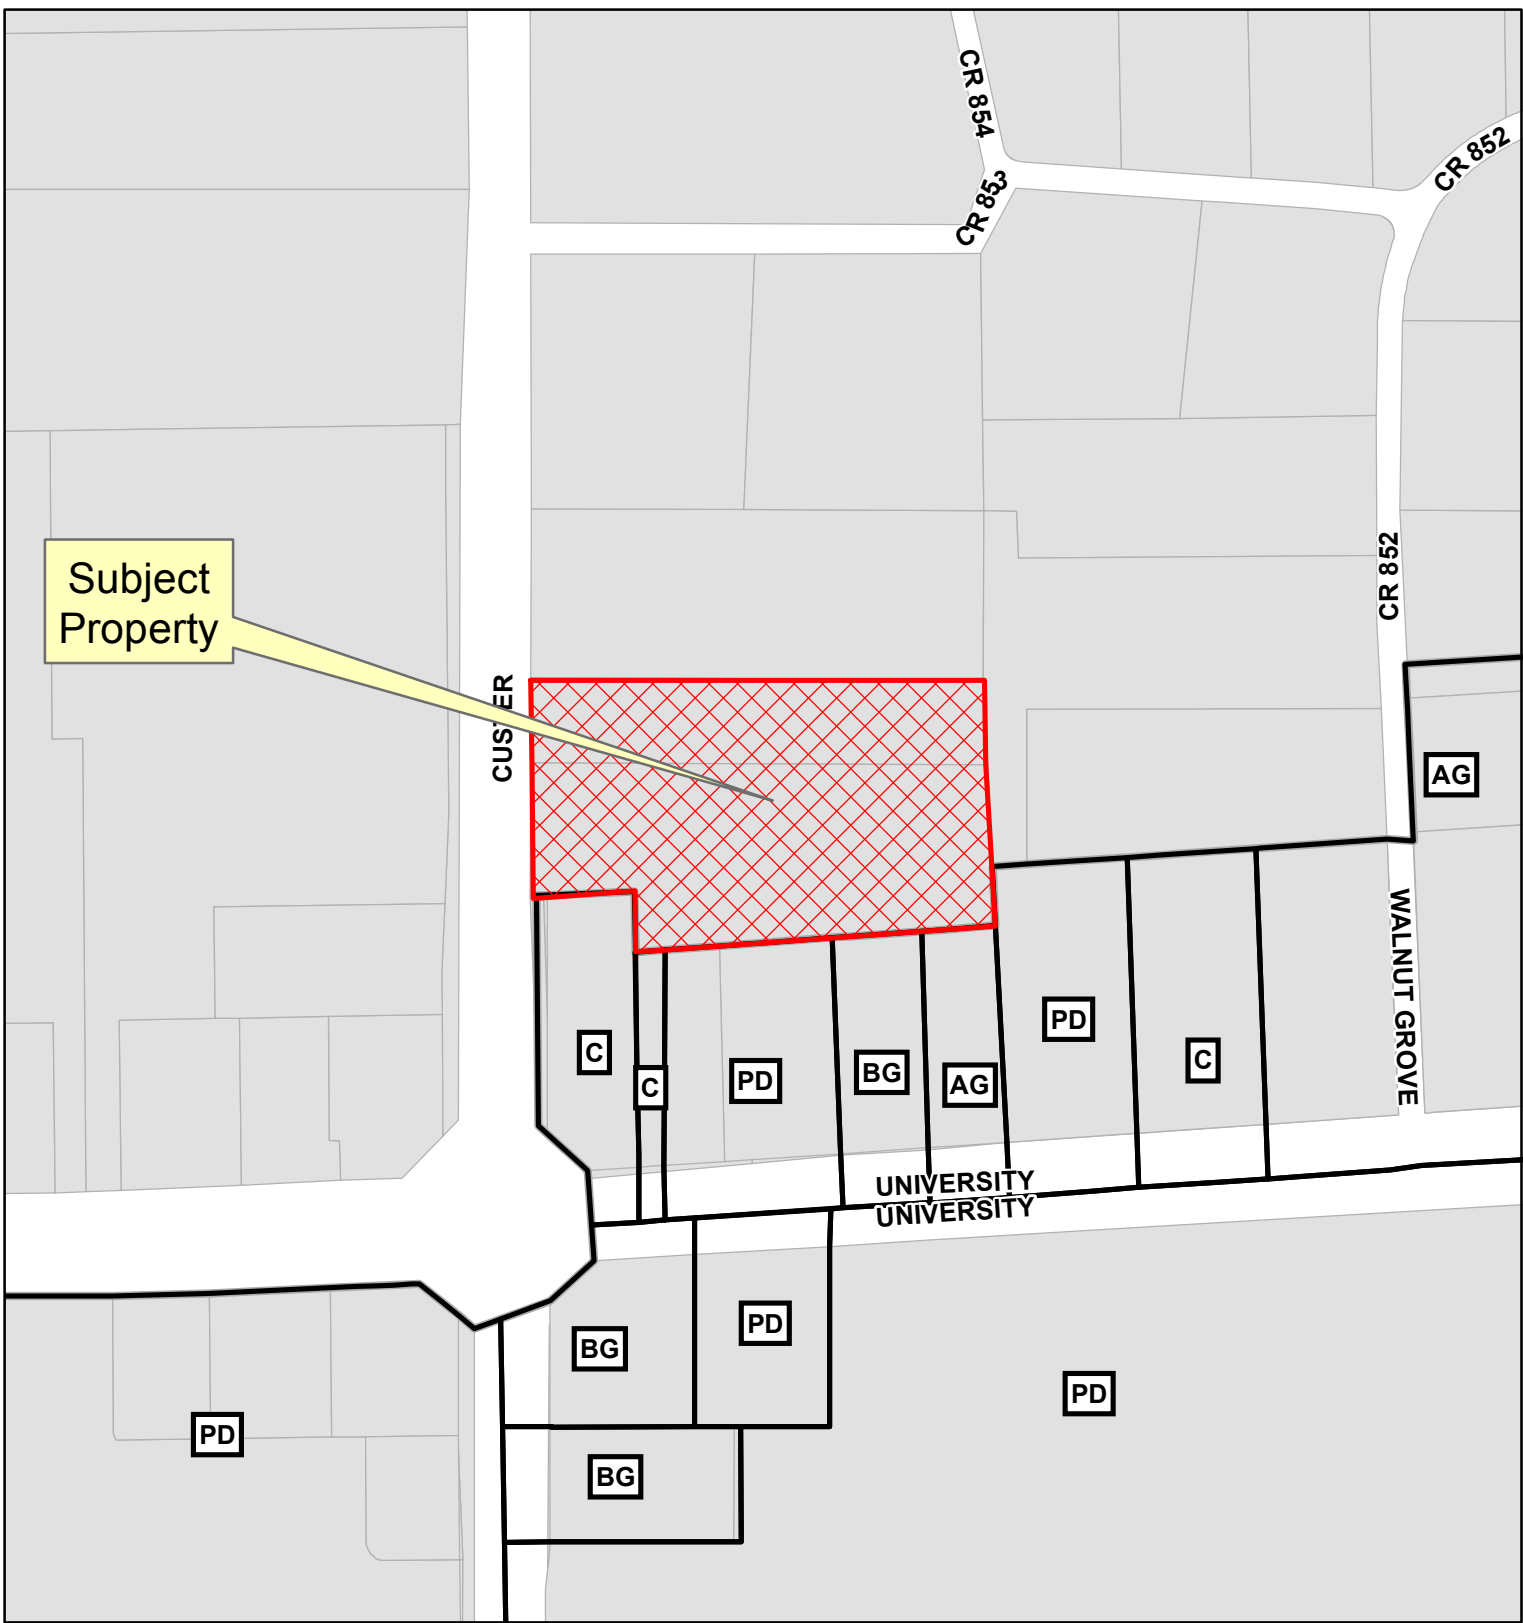 CR 854
CR 852
CR 853
Subject
Property
CR 852
CUSTER
AG
WALNUT GROVE
PD
C
C
PD
BG
AG
C
UNIVERSITY
UNIVERSITY
BG
PD
PD
PD
BG